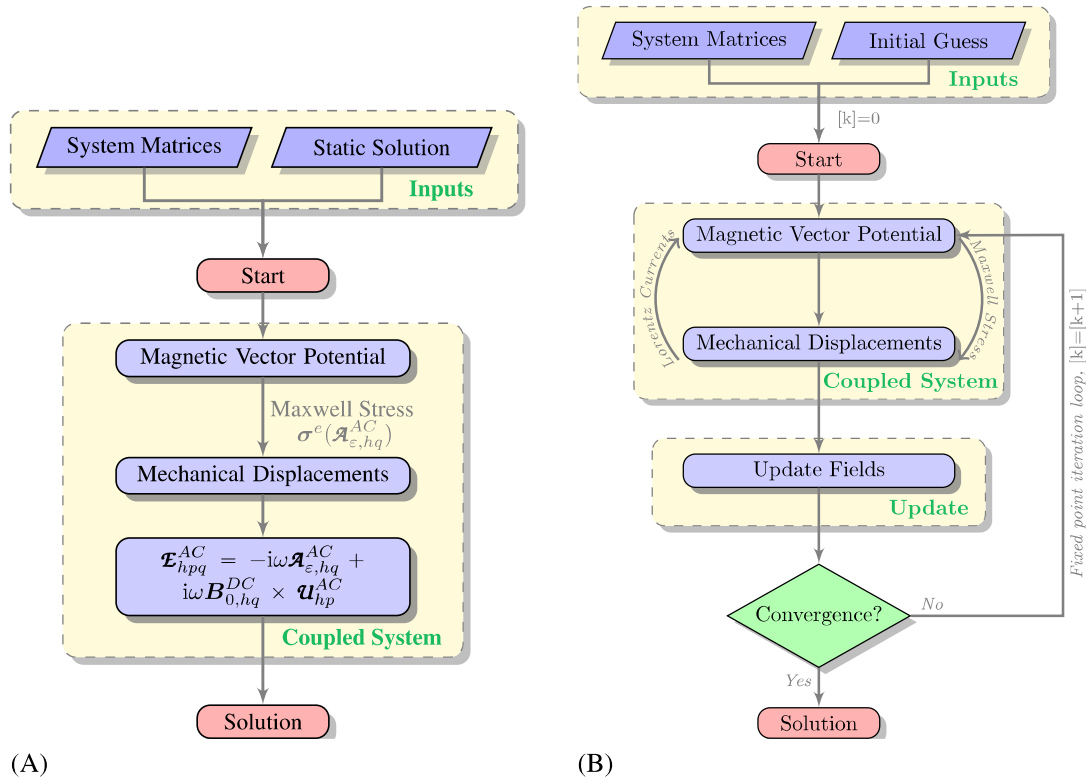 System Matrices
Static Solution
Inputs
Start
Magnetic Vector Potential
Maxwell Stress
σ^e(𝓐^{AC}_{ε,hq})
Mechanical Displacements
𝓔^{AC}_{hpq} = −iω𝓐^{AC}_{ε,hq} +
iω𝑩^{DC}_{0,hq} × 𝓤^{AC}_{hp}
Coupled System
Solution
(A)
System Matrices
Initial Guess
Inputs
[k]=0
Start
Magnetic Vector Potential
Lorentz Currents
Maxwell Stress
Mechanical Displacements
Coupled System
Update Fields
Update
Fixed point iteration loop, [k]=[k+1]
Convergence?
No
Yes
Solution
(B)